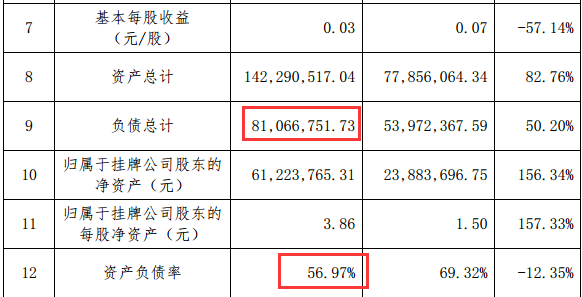 7 基本每股收益（元/股） 0.03 0.07 -57.14%
8 资产总计 142,290,517.04 77,856,064.34 82.76%
9 负债总计 81,066,751.73 53,972,367.59 50.20%
10 归属于挂牌公司股东的净资产（元） 61,223,765.31 23,883,696.75 156.34%
11 归属于挂牌公司股东的每股净资产（元） 3.86 1.50 157.33%
12 资产负债率 56.97% 69.32% -12.35%